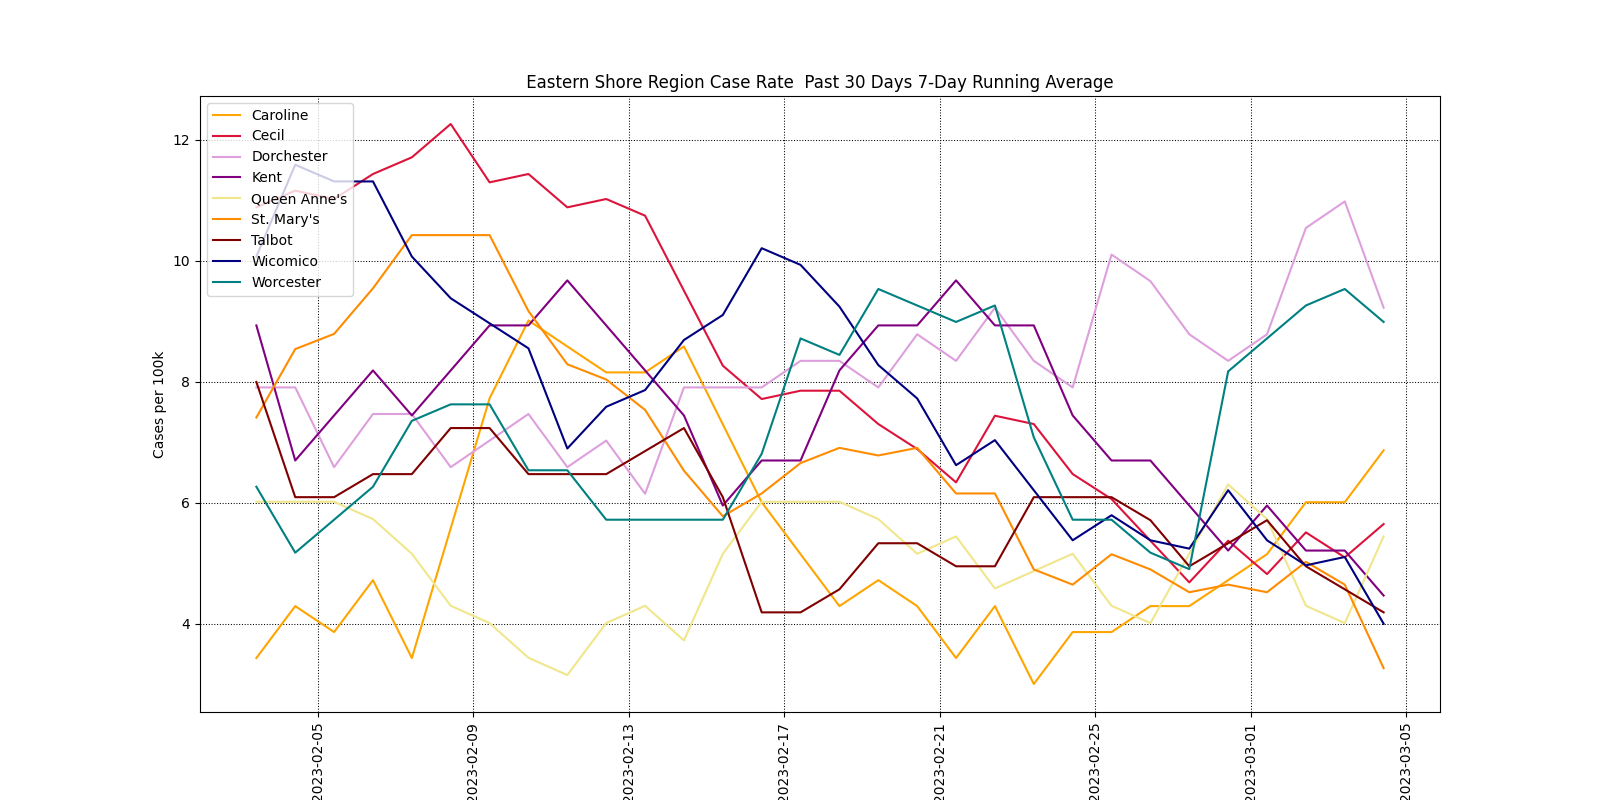 Eastern Shore Region Case Rate  Past 30 Days 7-Day Running Average
Caroline
Cecil
Dorchester
Kent
Queen Anne's
St. Mary's
Talbot
Wicomico
Worcester
Cases per 100k
12
10
8
6
4
2023-02-05
2023-02-09
2023-02-13
2023-02-17
2023-02-21
2023-02-25
2023-03-01
2023-03-05